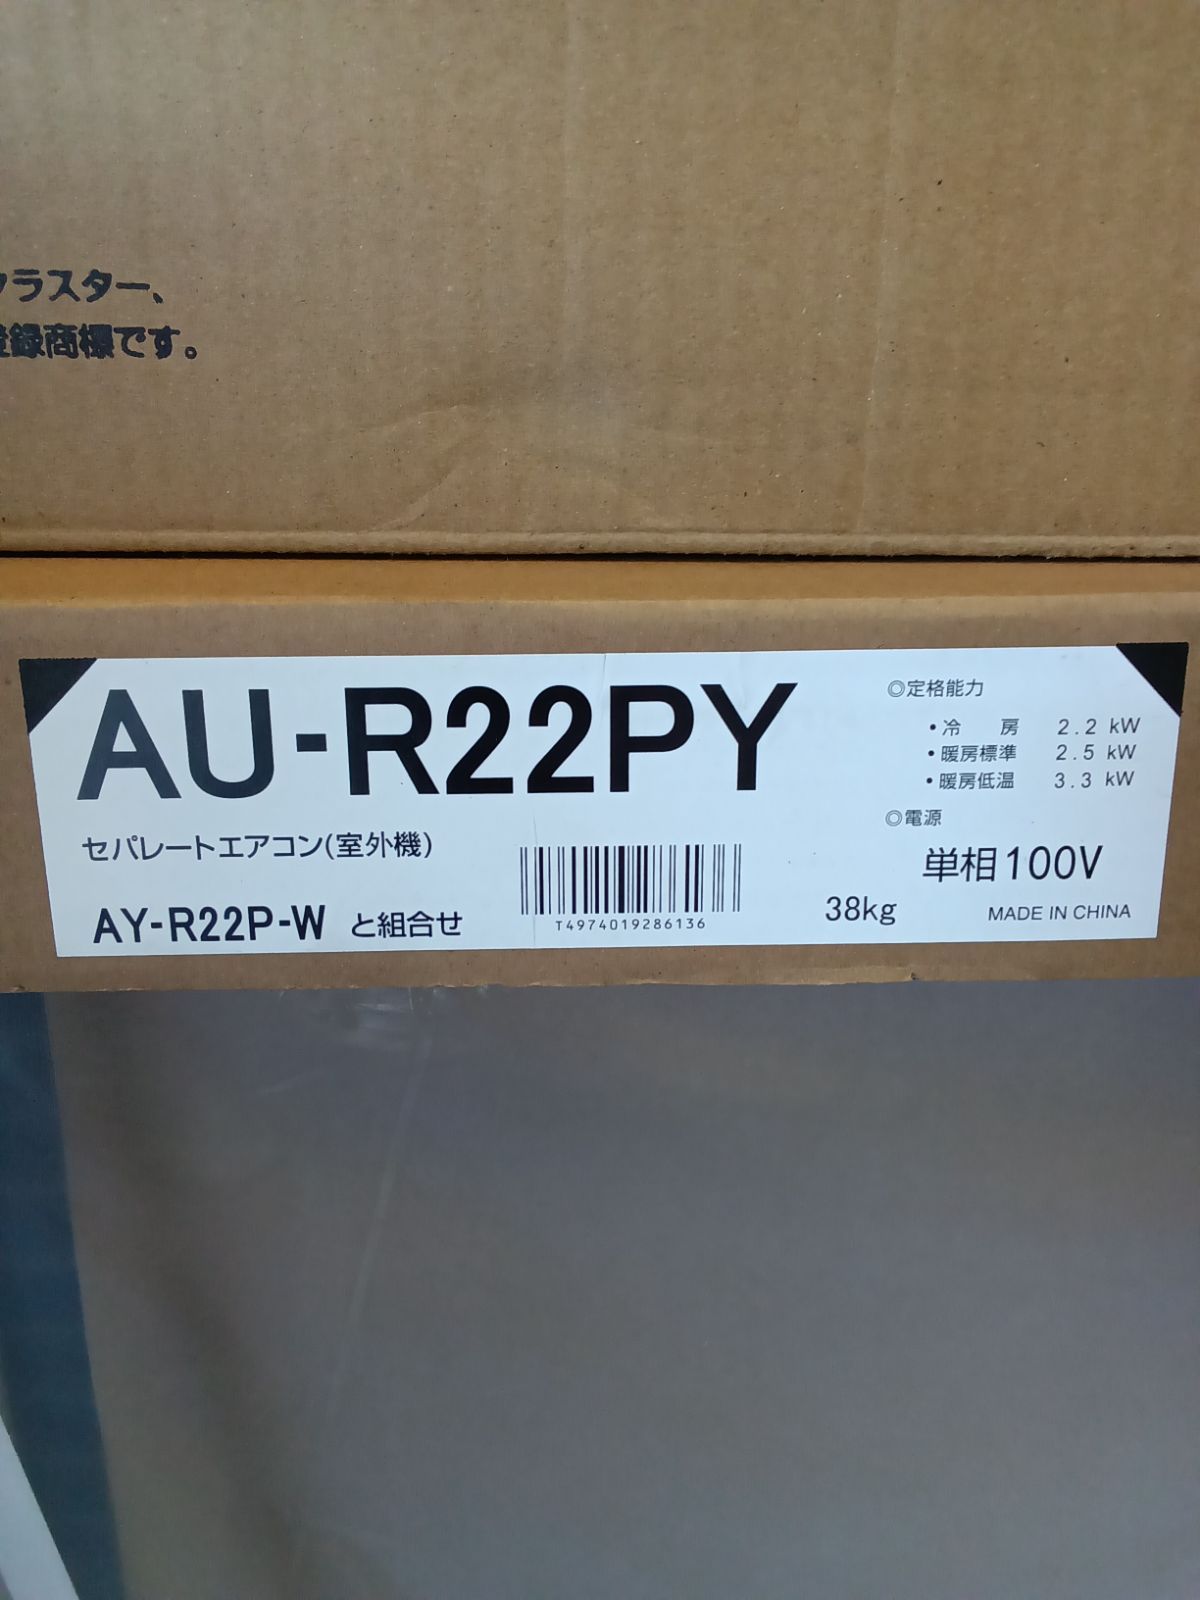 ラスター、
録商標です。
AU-R22PY
セパレートエアコン(室外機)
AY-R22P-W と組合せ
T4974019286136
◎定格能力
・冷 房 2.2 kW
・暖房標準 2.5 kW
・暖房低温 3.3 kW
◎電源
単相100V
38kg
MADE IN CHINA